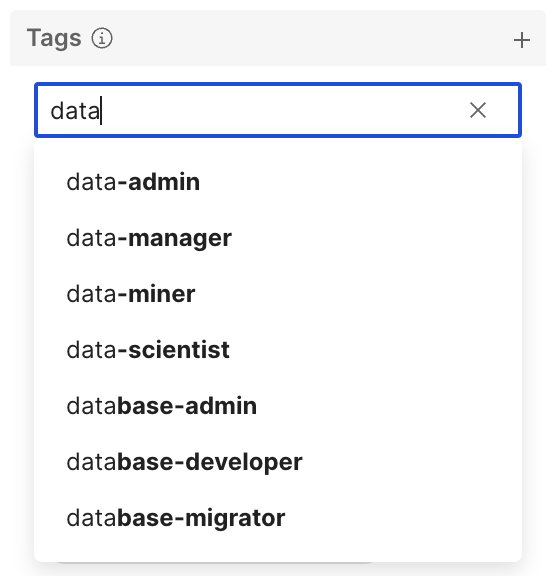 Tags
data
data-admin
data-manager
data-miner
data-scientist
database-admin
database-developer
database-migrator